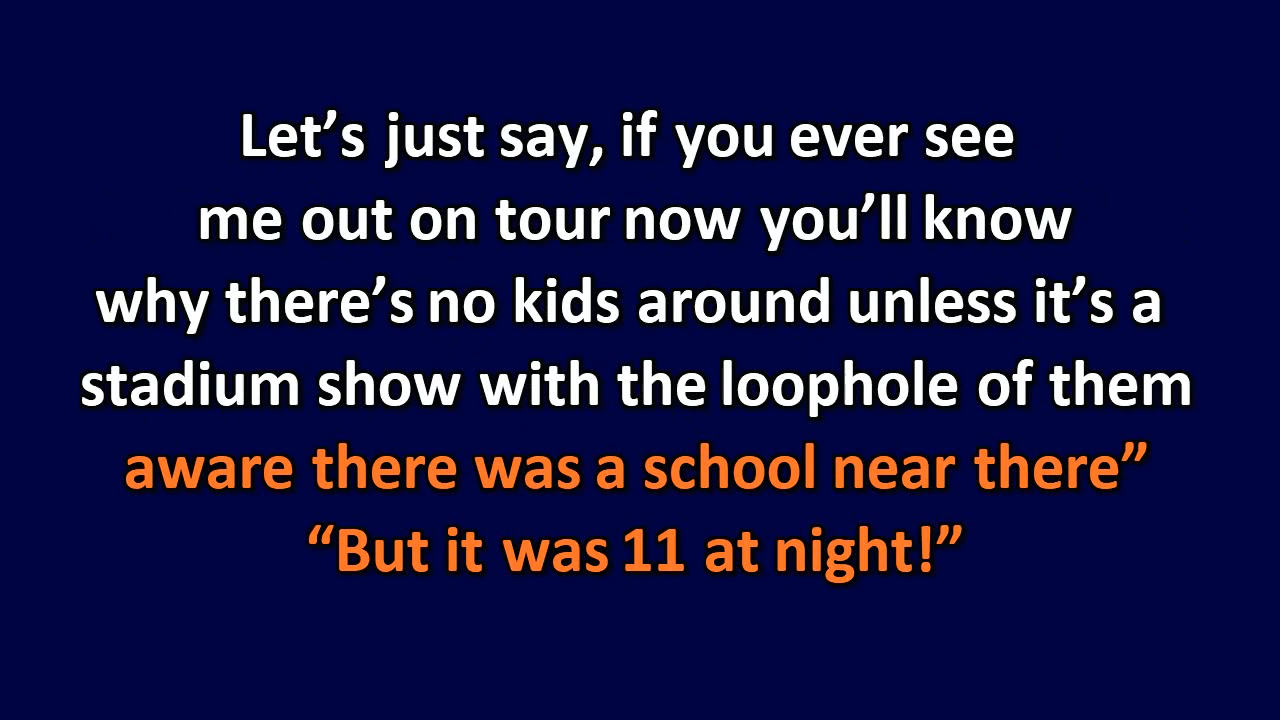 Let’s just say, if you ever see
me out on tour now you’ll know
why there’s no kids around unless it’s a
stadium show with the loophole of them
aware there was a school near there”
“But it was 11 at night!”